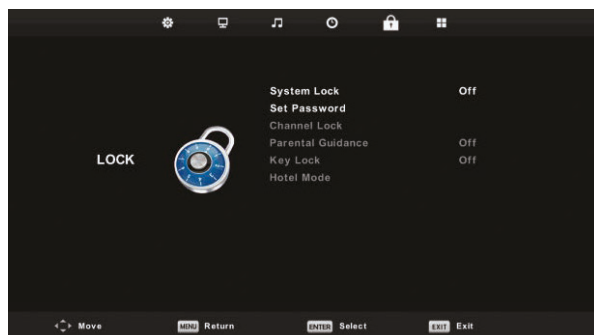 System Lock Off
Set Password
Channel Lock
Parental Guidance Off
Key Lock Off
Hotel Mode
LOCK
Move MENU Return ENTER Select EXIT Exit